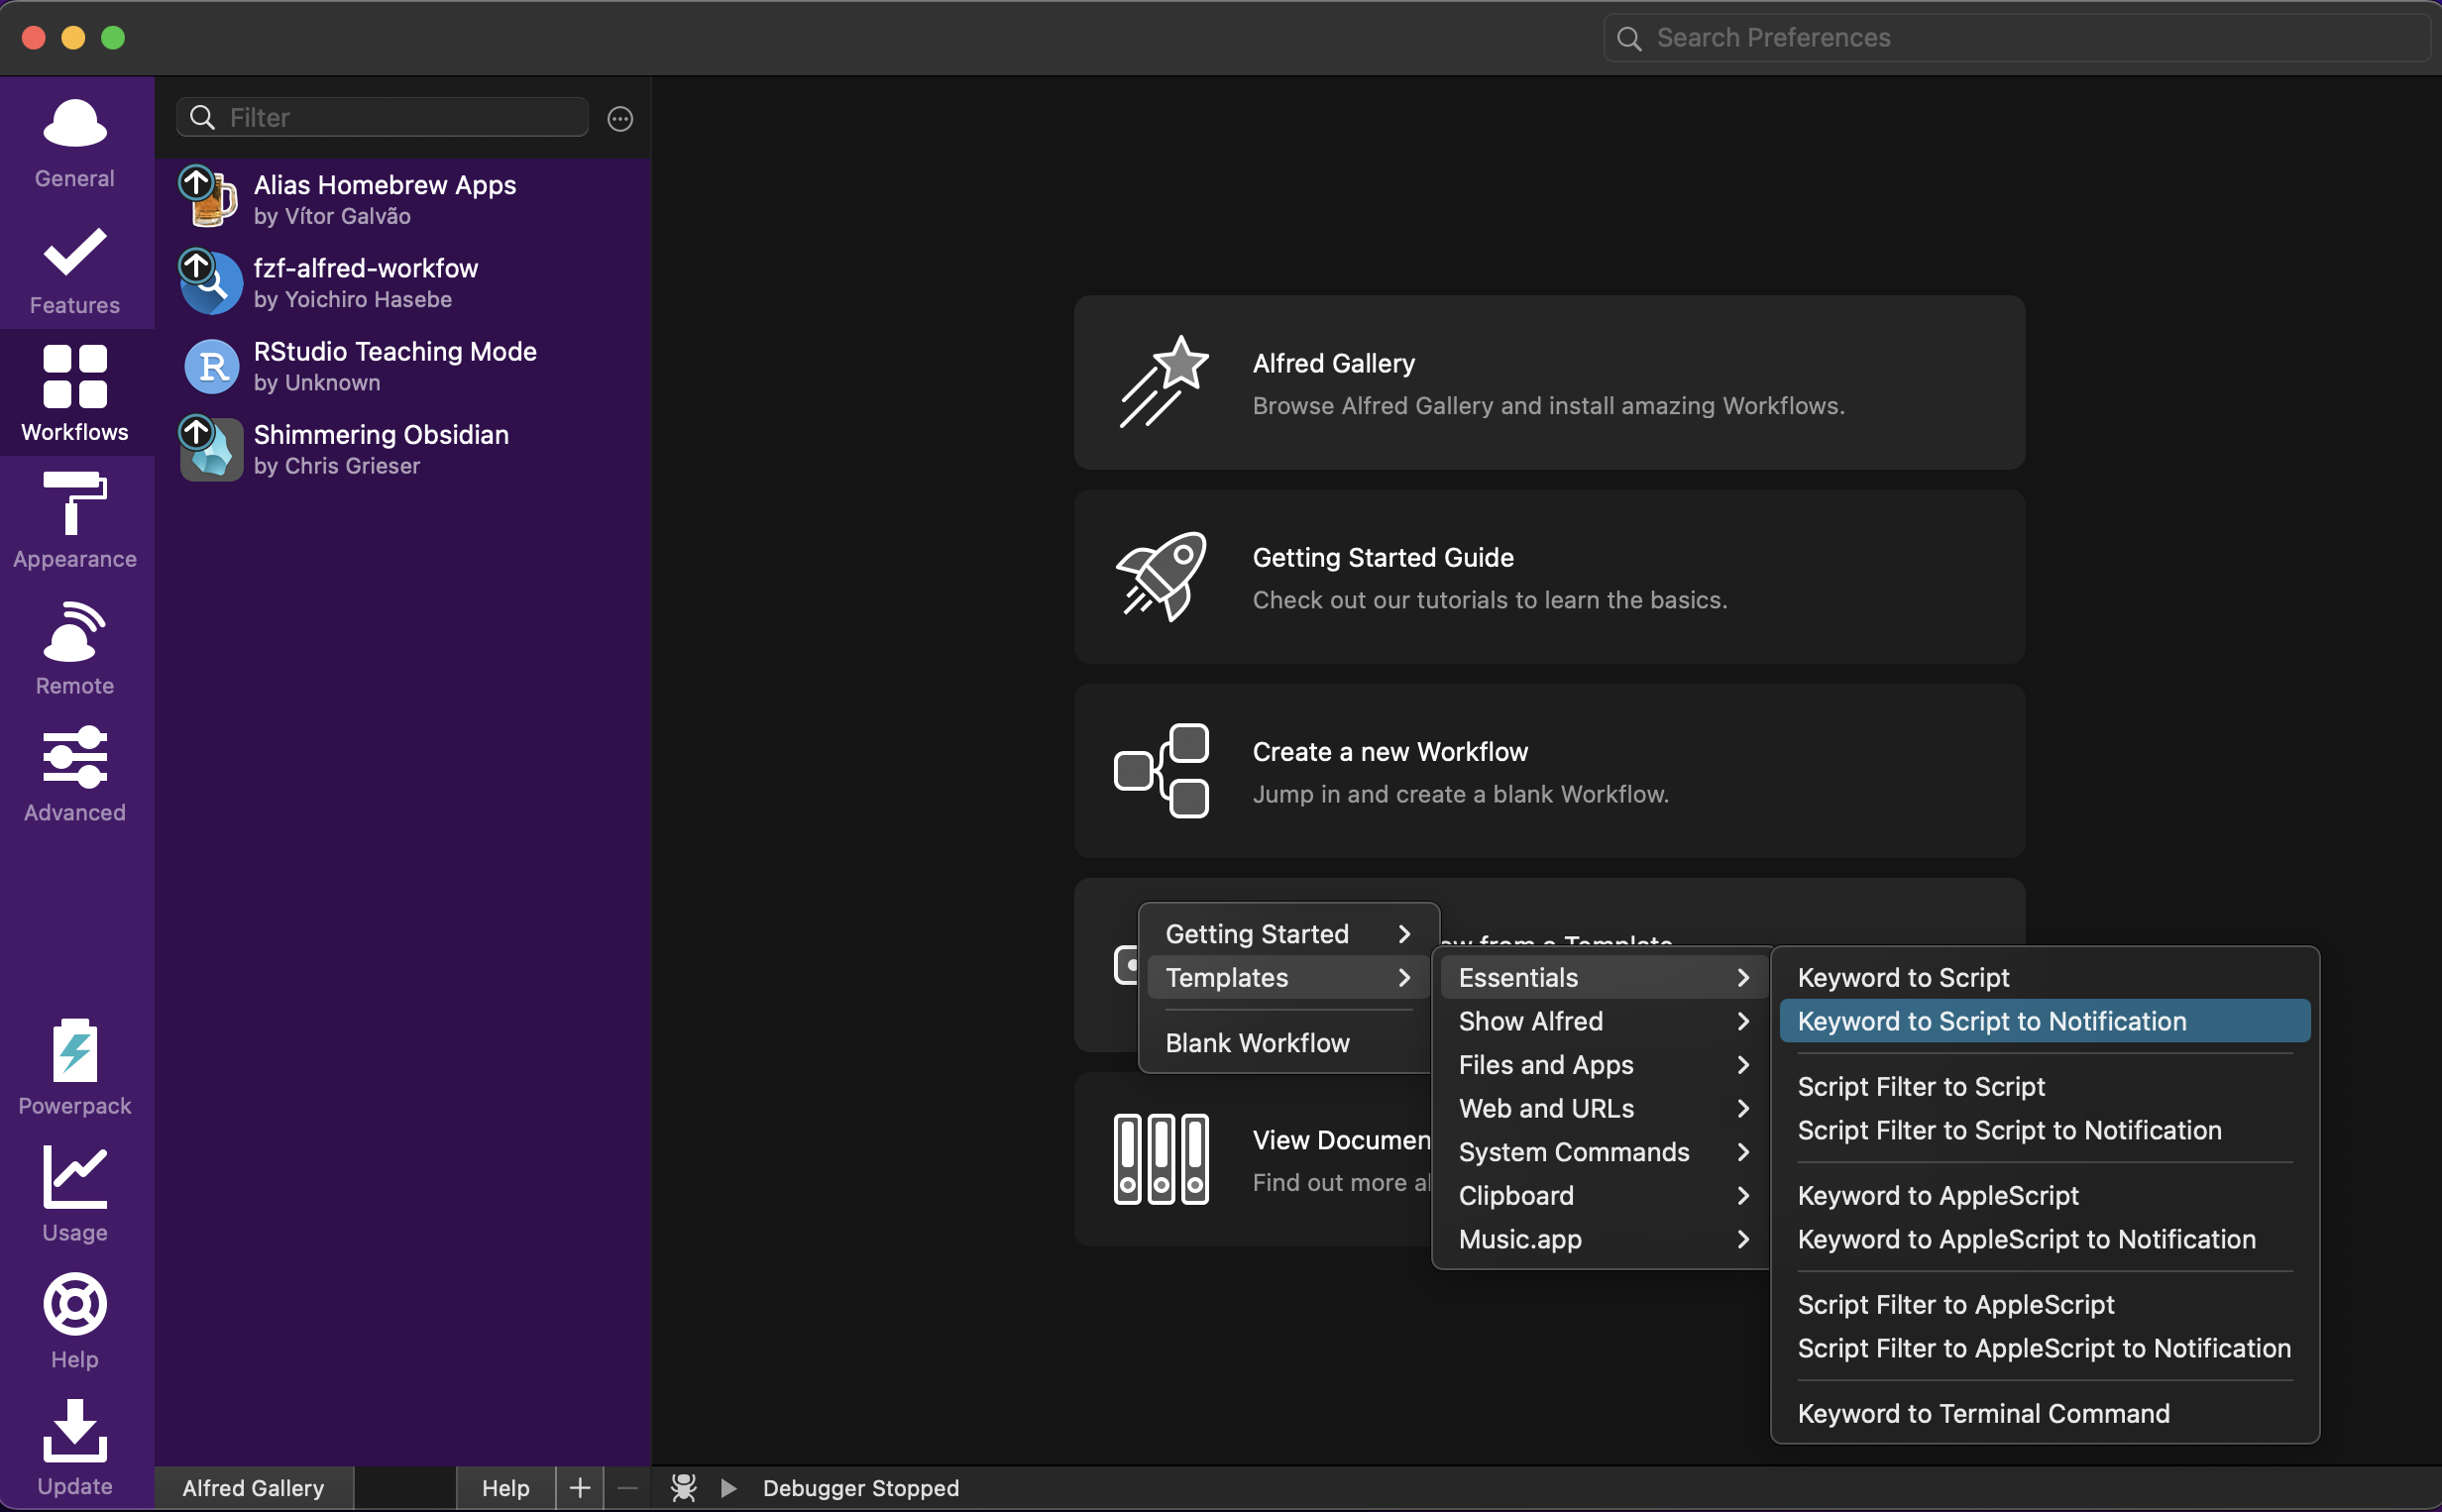 Search Preferences
General
Features
Workflows
Appearance
Remote
Advanced
Powerpack
Usage
Help
Update
Filter
Alias Homebrew Apps
by Vítor Galvão
fzf-alfred-workfow
by Yoichiro Hasebe
RStudio Teaching Mode
by Unknown
R
Shimmering Obsidian
by Chris Grieser
Alfred Gallery
Help
Alfred Gallery
Browse Alfred Gallery and install amazing Workflows.
Getting Started Guide
Check out our tutorials to learn the basics.
Create a new Workflow
Jump in and create a blank Workflow.
from a Template
View Documen
Find out more
Getting Started
Templates
Blank Workflow
Essentials
Show Alfred
Files and Apps
Web and URLs
System Commands
Clipboard
Music.app
Keyword to Script
Keyword to Script to Notification
Script Filter to Script
Script Filter to Script to Notification
Keyword to AppleScript
Keyword to AppleScript to Notification
Script Filter to AppleScript
Script Filter to AppleScript to Notification
Keyword to Terminal Command
Debugger Stopped